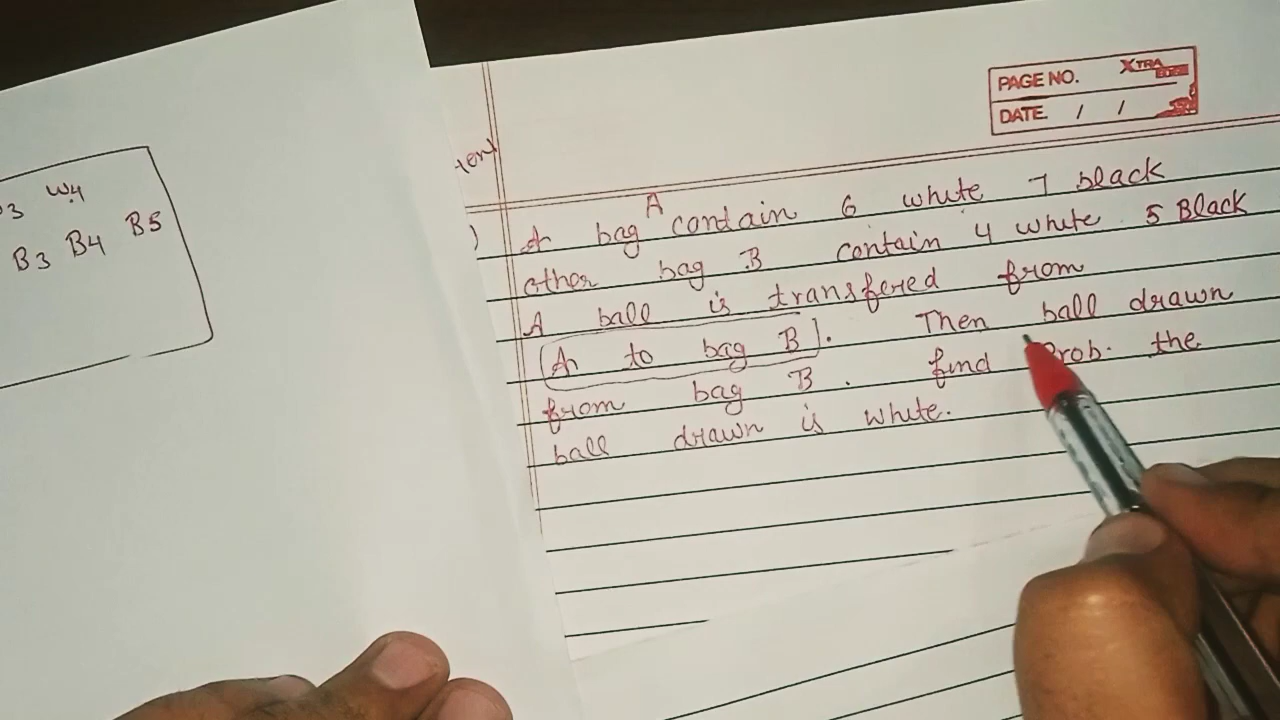 3 W4
B3 B4 B5
PAGE NO. XTRA
DATE. / /
A
A bag contain 6 white 7 black
other bag B contain 4 white 5 Black
A ball is transfered from
A to bag B). Then ball drawn
from bag B. find Prob. the
ball drawn is white.